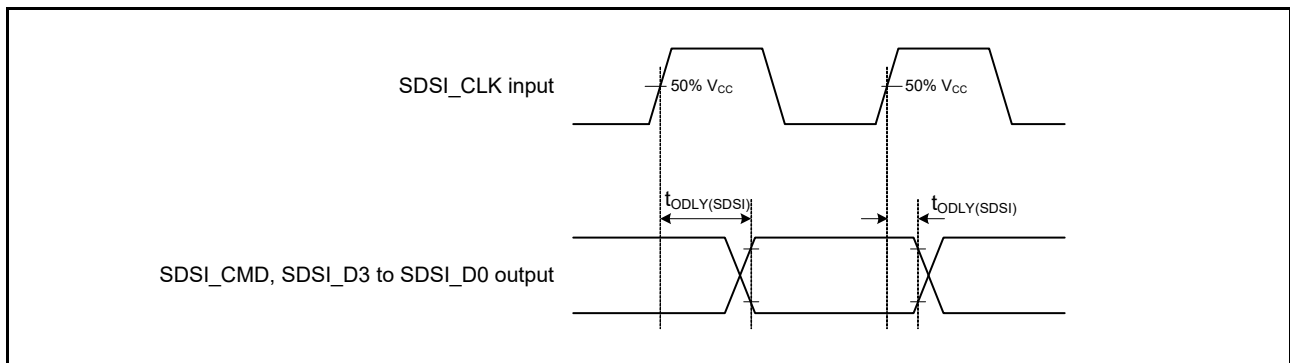 SDSI_CLK input
50% VCC
50% VCC
tODLY(SDSI)
tODLY(SDSI)
SDSI_CMD, SDSI_D3 to SDSI_D0 output